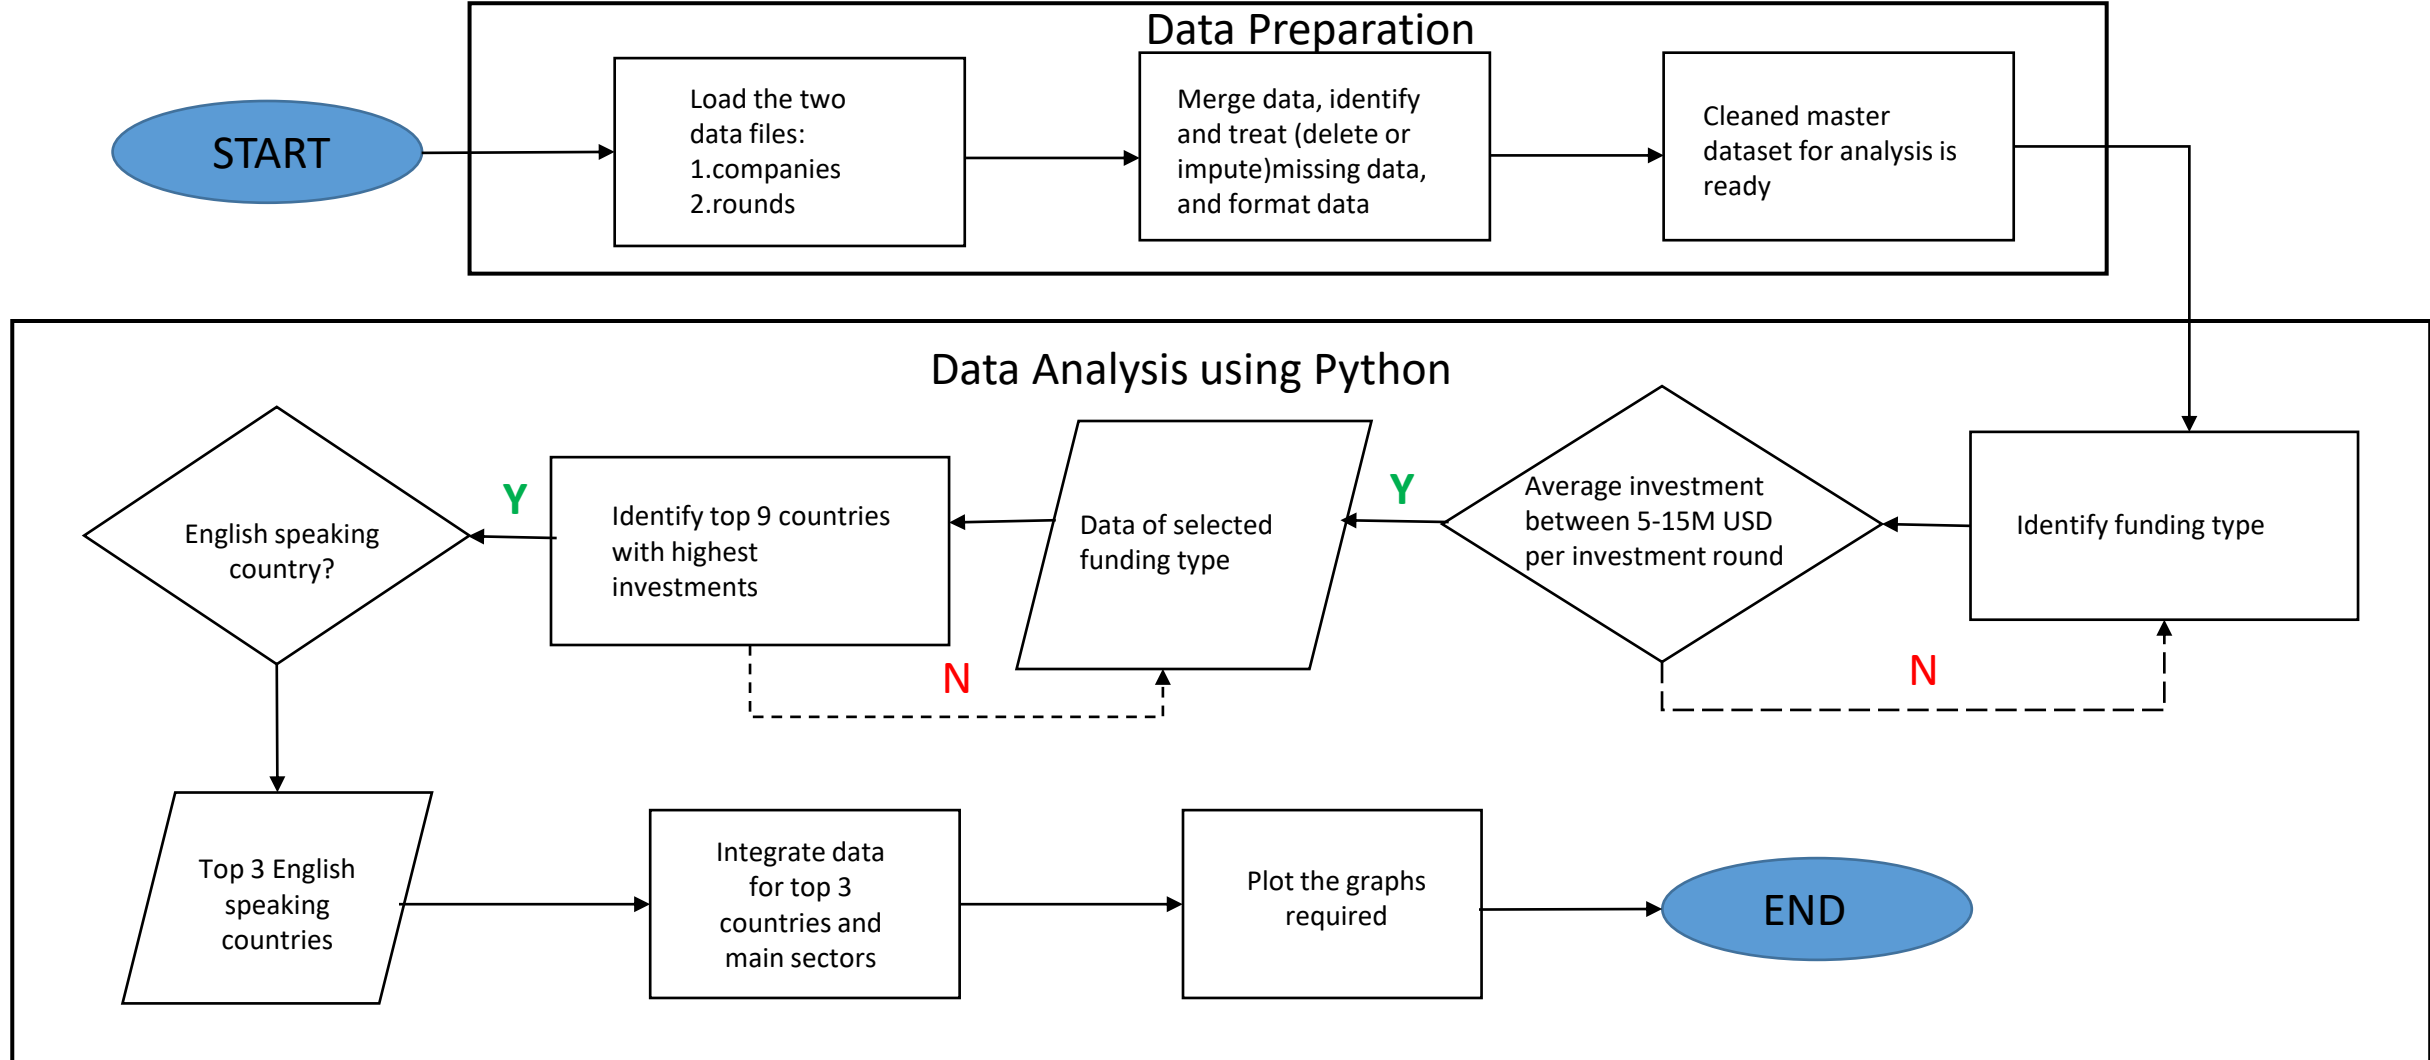 Data Preparation
START
Load the two
data files:
1.companies
2.rounds
Merge data, identify
and treat (delete or
impute)missing data,
and format data
Cleaned master
dataset for analysis is
ready
Data Analysis using Python
Identify funding type
Average investment
between 5-15M USD
per investment round
Y
N
Data of selected
funding type
Identify top 9 countries
with highest
investments
Y
N
English speaking
country?
Top 3 English
speaking
countries
Integrate data
for top 3
countries and
main sectors
Plot the graphs
required
END